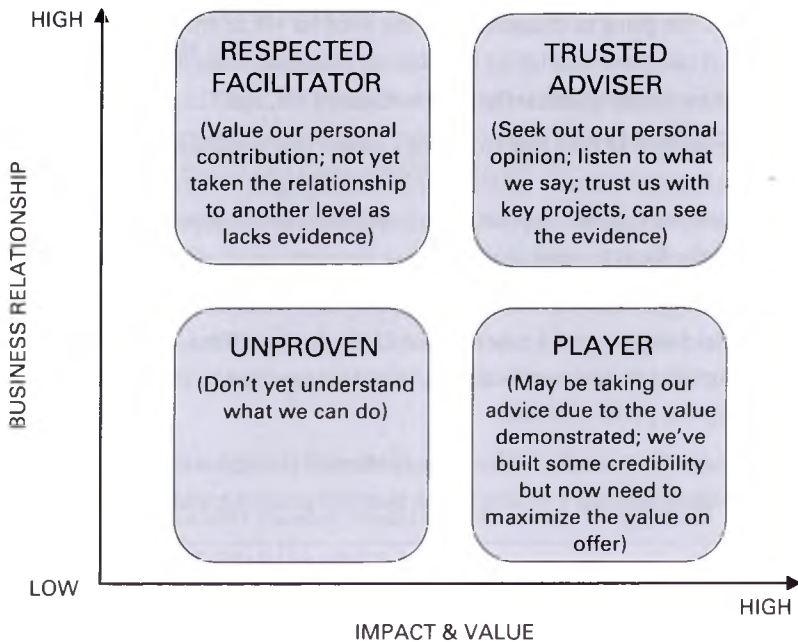 HIGH
BUSINESS RELATIONSHIP
RESPECTED
FACILITATOR
(Value our personal
contribution; not yet
taken the relationship
to another level as
lacks evidence)
TRUSTED
ADVISER
(Seek out our personal
opinion; listen to what
we say; trust us with
key projects, can see
the evidence)
UNPROVEN
(Don't yet understand
what we can do)
PLAYER
(May be taking our
advice due to the value
demonstrated; we've
built some credibility
but now need to
maximize the value on
offer)
LOW
HIGH
IMPACT & VALUE